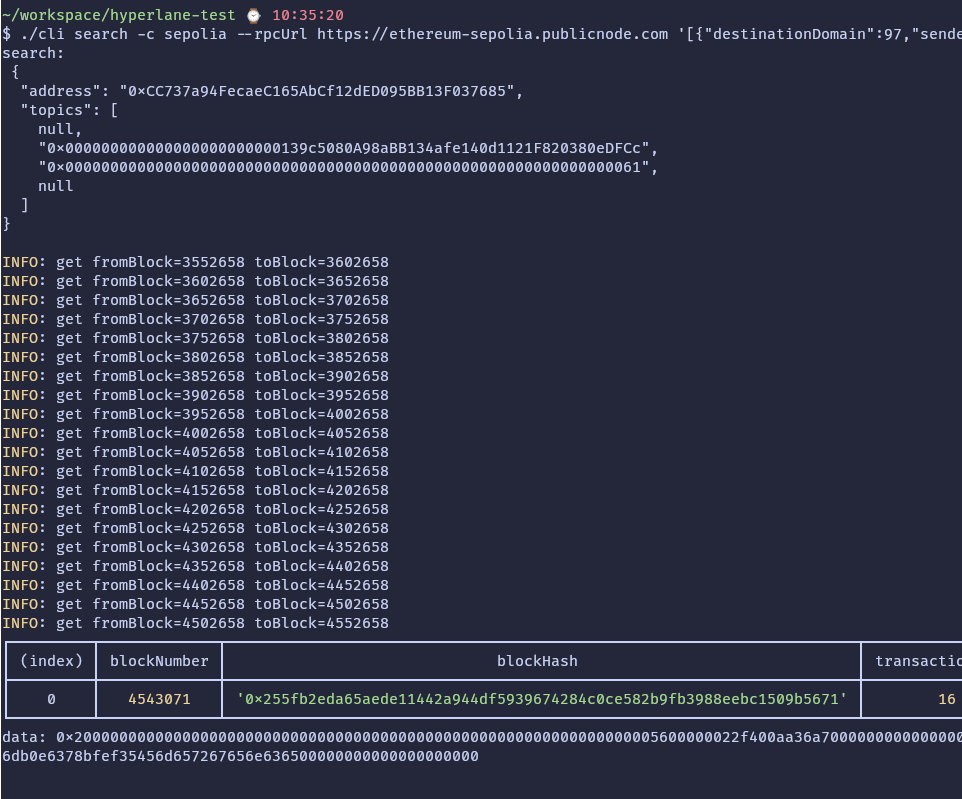 ~/workspace/hyperlane-test ⌚ 10:35:20
$ ./cli search -c sepolia --rpcUrl https://ethereum-sepolia.publicnode.com '[{"destinationDomain":97,"sende
search:
{
"address": "0×CC737a94FecaeC165AbCf12dED095BB13F037685",
"topics": [
null,
"0×000000000000000000000000139c5080A98aBB134afe140d1121F820380eDFCc",
"0×0000000000000000000000000000000000000000000000000000000000000061",
null
]
}
INFO: get fromBlock=3552658 toBlock=3602658
INFO: get fromBlock=3602658 toBlock=3652658
INFO: get fromBlock=3652658 toBlock=3702658
INFO: get fromBlock=3702658 toBlock=3752658
INFO: get fromBlock=3752658 toBlock=3802658
INFO: get fromBlock=3802658 toBlock=3852658
INFO: get fromBlock=3852658 toBlock=3902658
INFO: get fromBlock=3902658 toBlock=3952658
INFO: get fromBlock=3952658 toBlock=4002658
INFO: get fromBlock=4002658 toBlock=4052658
INFO: get fromBlock=4052658 toBlock=4102658
INFO: get fromBlock=4102658 toBlock=4152658
INFO: get fromBlock=4152658 toBlock=4202658
INFO: get fromBlock=4202658 toBlock=4252658
INFO: get fromBlock=4252658 toBlock=4302658
INFO: get fromBlock=4302658 toBlock=4352658
INFO: get fromBlock=4352658 toBlock=4402658
INFO: get fromBlock=4402658 toBlock=4452658
INFO: get fromBlock=4452658 toBlock=4502658
INFO: get fromBlock=4502658 toBlock=4552658
(index) blockNumber blockHash transactio
0 4543071 '0×255fb2eda65aede11442a944df5939674284c0ce582b9fb3988eebc1509b5671' 16
data: 0×20000000000000000000000000000000000000000000000000000000000000005600000022f400aa36a7000000000000000
6db0e6378bfef35456d657267656e63650000000000000000000000